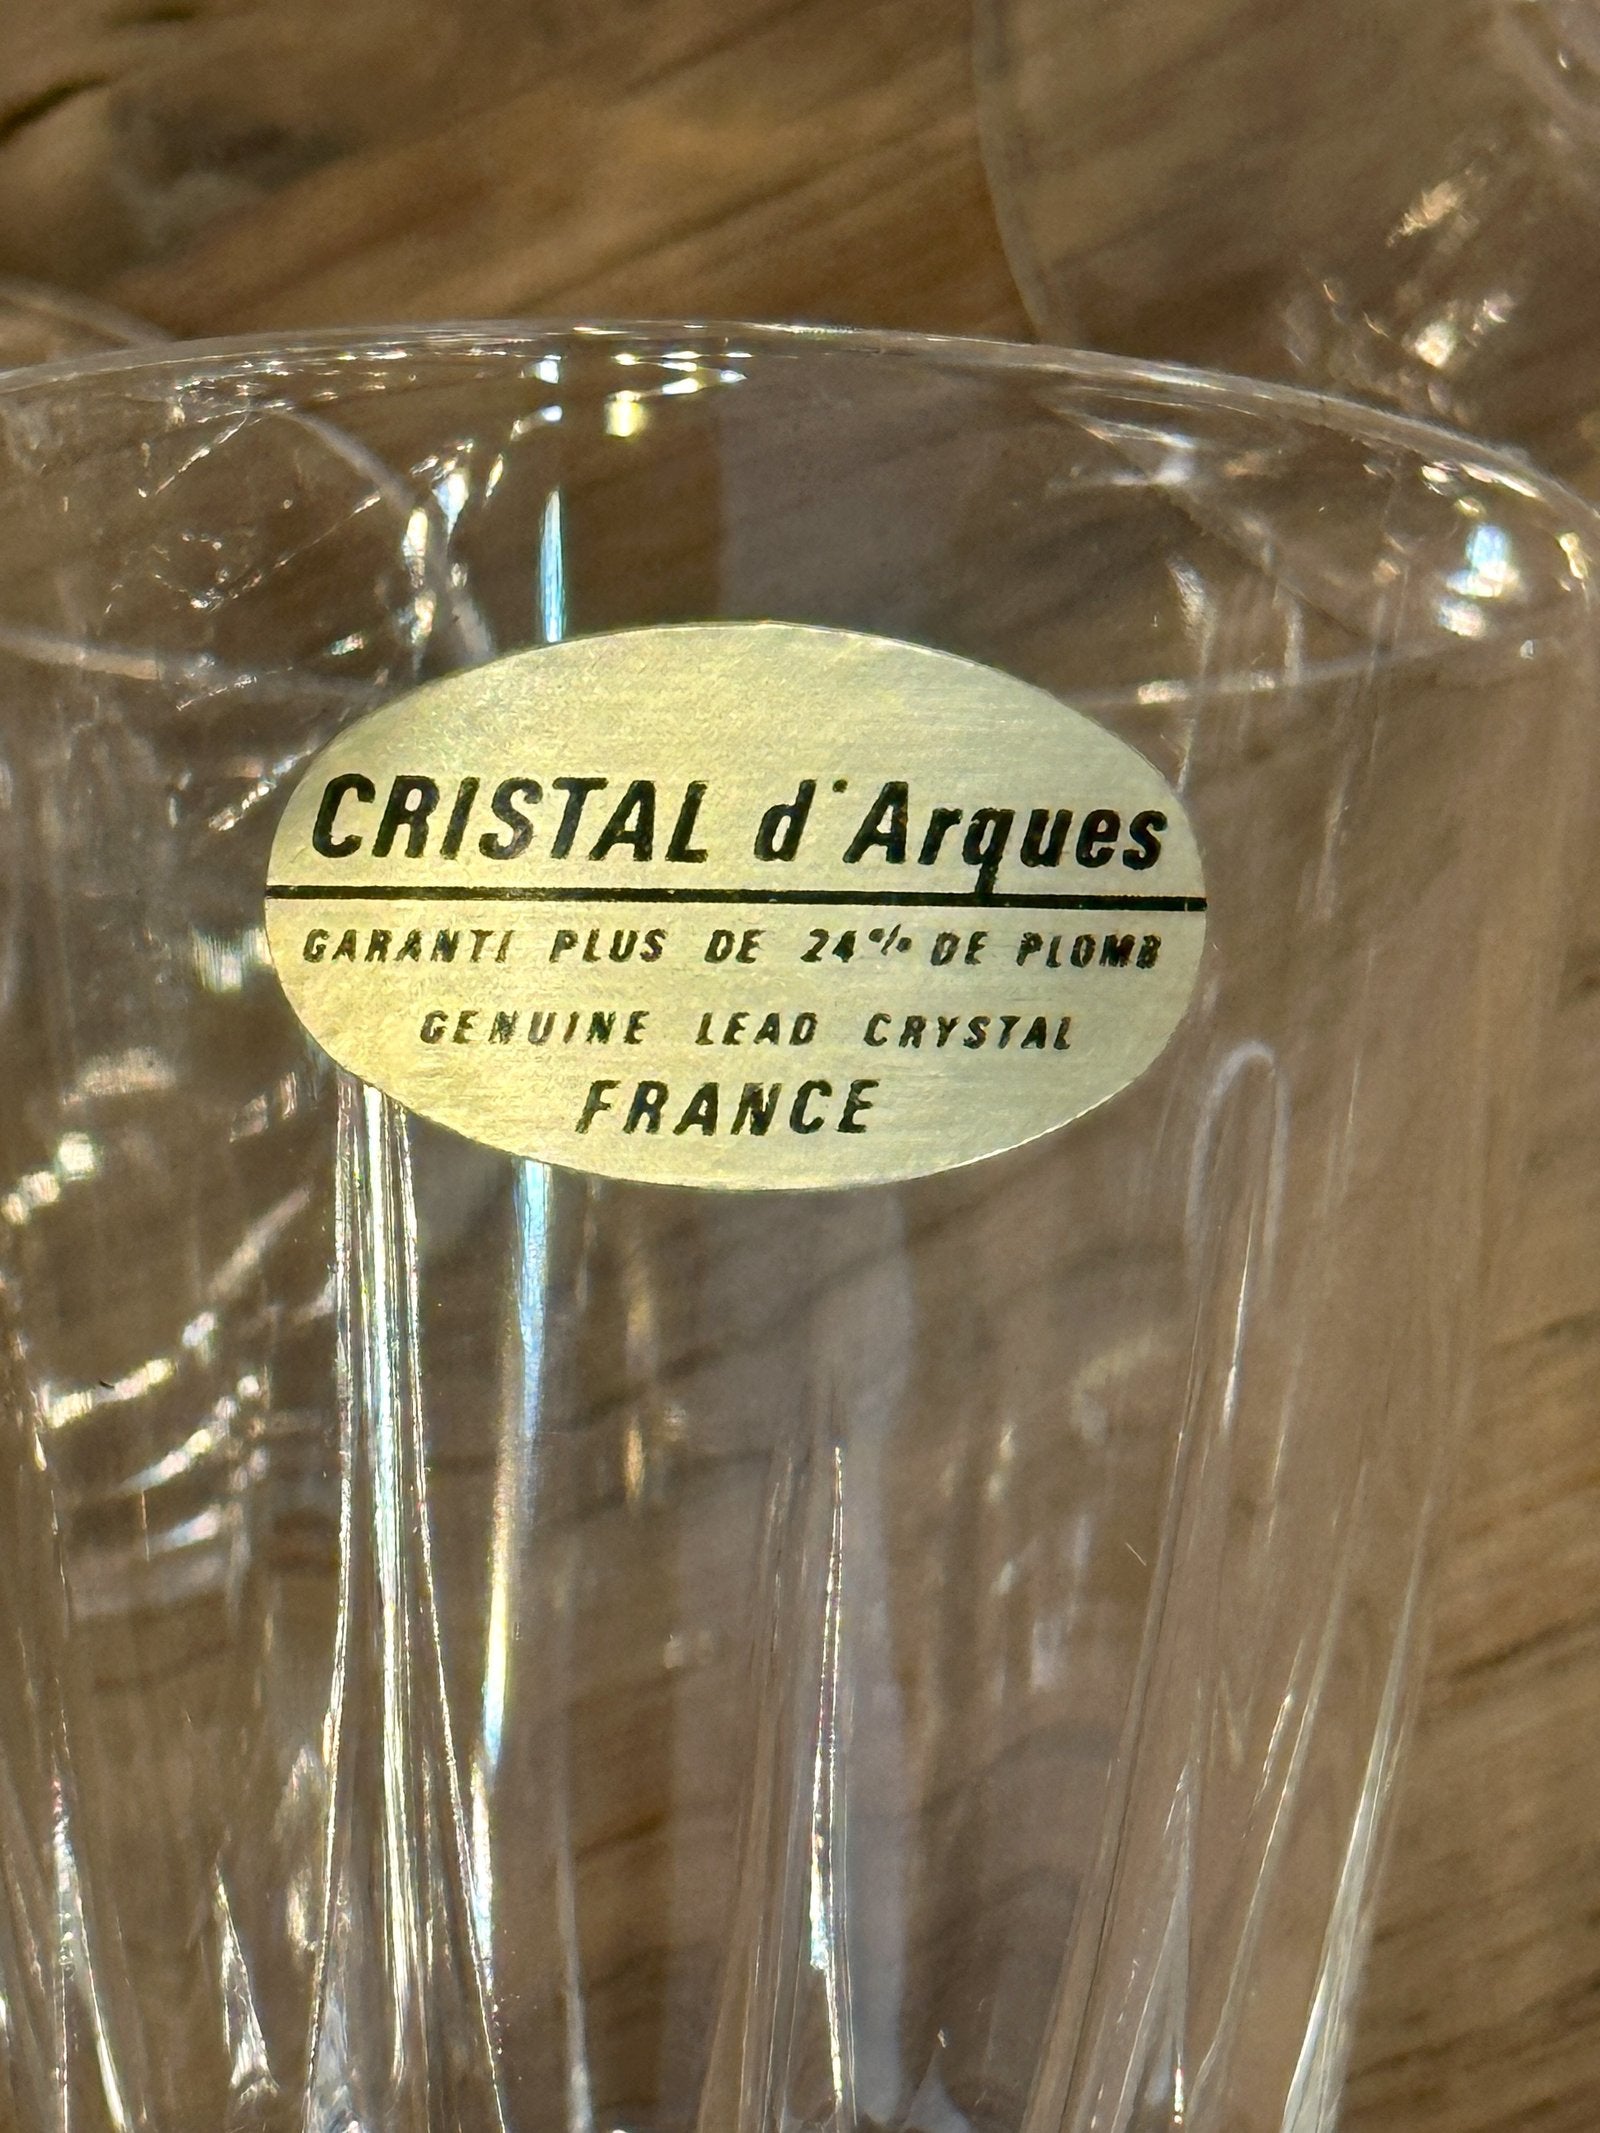 CRISTAL d'Arques
GARANTI PLUS DE 24% DE PLOMB
GENUINE LEAD CRYSTAL
FRANCE